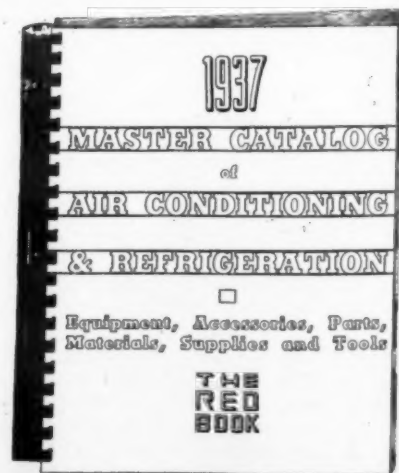 1937
MASTER CATALOG
of
AIR CONDITIONING
& REFRIGERATION
Equipment, Accessories, Parts,
Materials, Supplies and Tools
THE
RED
BOOK